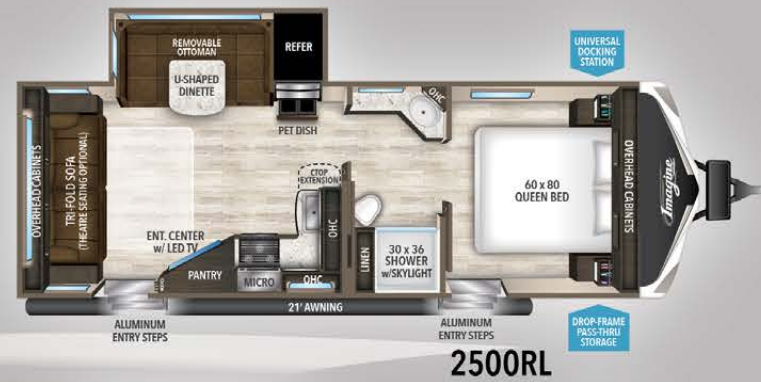 REMOVABLE
OTTOMAN
REFER
U-SHAPED
DINETTE
UNIVERSAL
DOCKING
STATION
OVERHEAD CABINETS
TRI-FOLD SOFA
(THEATRE SEATING OPTIONAL)
PET DISH
OHC
CTOP
EXTENSION
60 x 80
QUEEN BED
OVERHEAD CABINETS
Imagine
ENT. CENTER
w/ LED TV
OHC
PANTRY
MICRO
OHC
LINEN
30 x 36
SHOWER
w/SKYLIGHT
21' AWNING
ALUMINUM
ENTRY STEPS
ALUMINUM
ENTRY STEPS
DROP-FRAME
PASS-THRU
STORAGE
2500RL